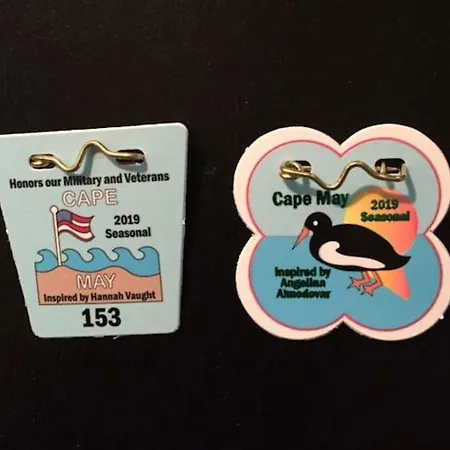 Honors our Military and Veterans
CAPE
2019
Seasonal
MAY
Inspired by Hannah Vaught
153
Cape May
2019
Seasonal
Inspired by
Angelina
Almodovar